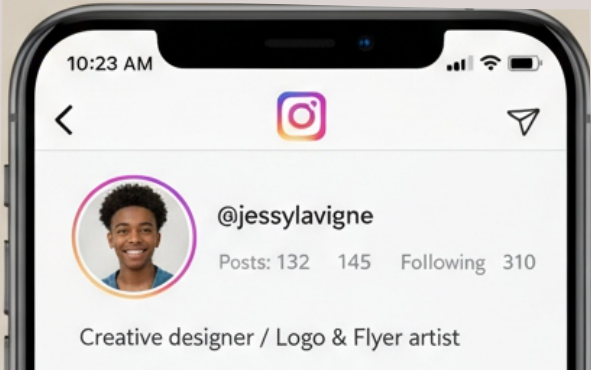 10:23 AM
@jessylavigne
Posts: 132 145 Following 310
Creative designer / Logo & Flyer artist